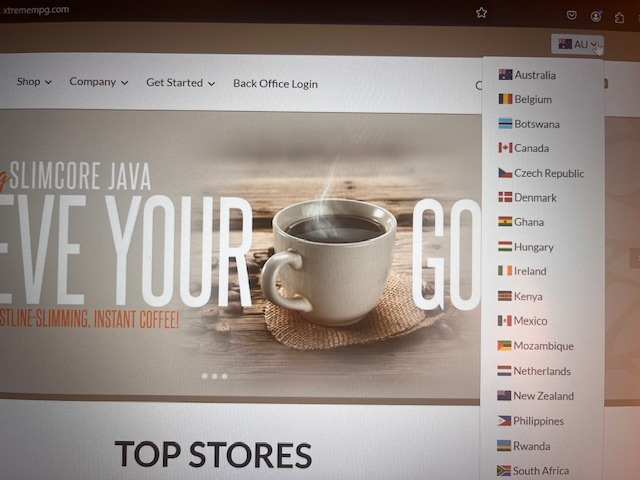 xtremempg.com
AU
Shop
Company
Get Started
Back Office Login
SLIMCORE JAVA
EVE YOUR GO
STLINE-SLIMMING, INSTANT COFFEE!
TOP STORES
Australia
Belgium
Botswana
Canada
Czech Republic
Denmark
Ghana
Hungary
Ireland
Kenya
Mexico
Mozambique
Netherlands
New Zealand
Philippines
Rwanda
South Africa